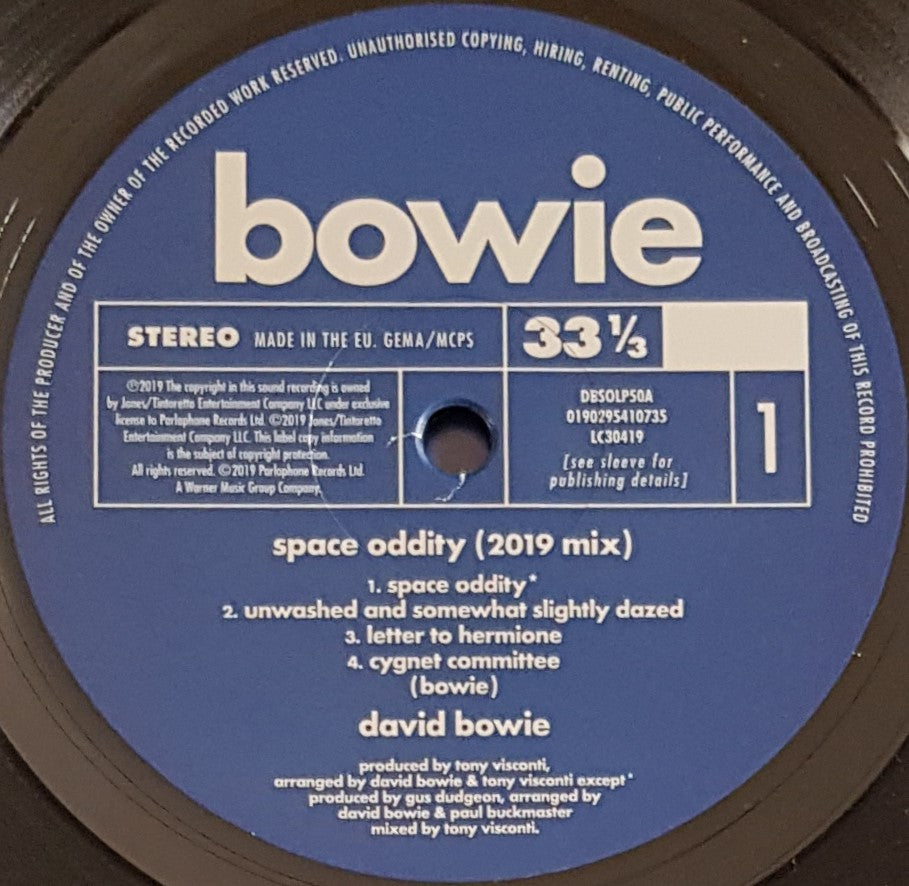 ALL RIGHTS OF THE PRODUCER AND OF THE OWNER OF THE RECORDED WORK RESERVED. UNAUTHORISED COPYING, HIRING, RENTING, PUBLIC PERFORMANCE AND BROADCASTING OF THIS RECORD PROHIBITED
bowie
STEREO MADE IN THE EU. GEMA/MCPS
33 1/3
℗2019 The copyright in this sound recording is owned
by Jones/Tintoretto Entertainment Company LLC under exclusive
license to Parlophone Records Ltd. ©2019 Jones/Tintoretto
Entertainment Company LLC. This label copy information
is the subject of copyright protection.
All rights reserved. ©2019 Parlophone Records Ltd.
A Warner Music Group Company.
DBSOLP50A
0190295410735
LC30419
[see sleeve for
publishing details]
1
space oddity (2019 mix)
1. space oddity*
2. unwashed and somewhat slightly dazed
3. letter to hermione
4. cygnet committee
(bowie)
david bowie
produced by tony visconti,
arranged by david bowie & tony visconti except*
produced by gus dudgeon, arranged by
david bowie & paul buckmaster
mixed by tony visconti.